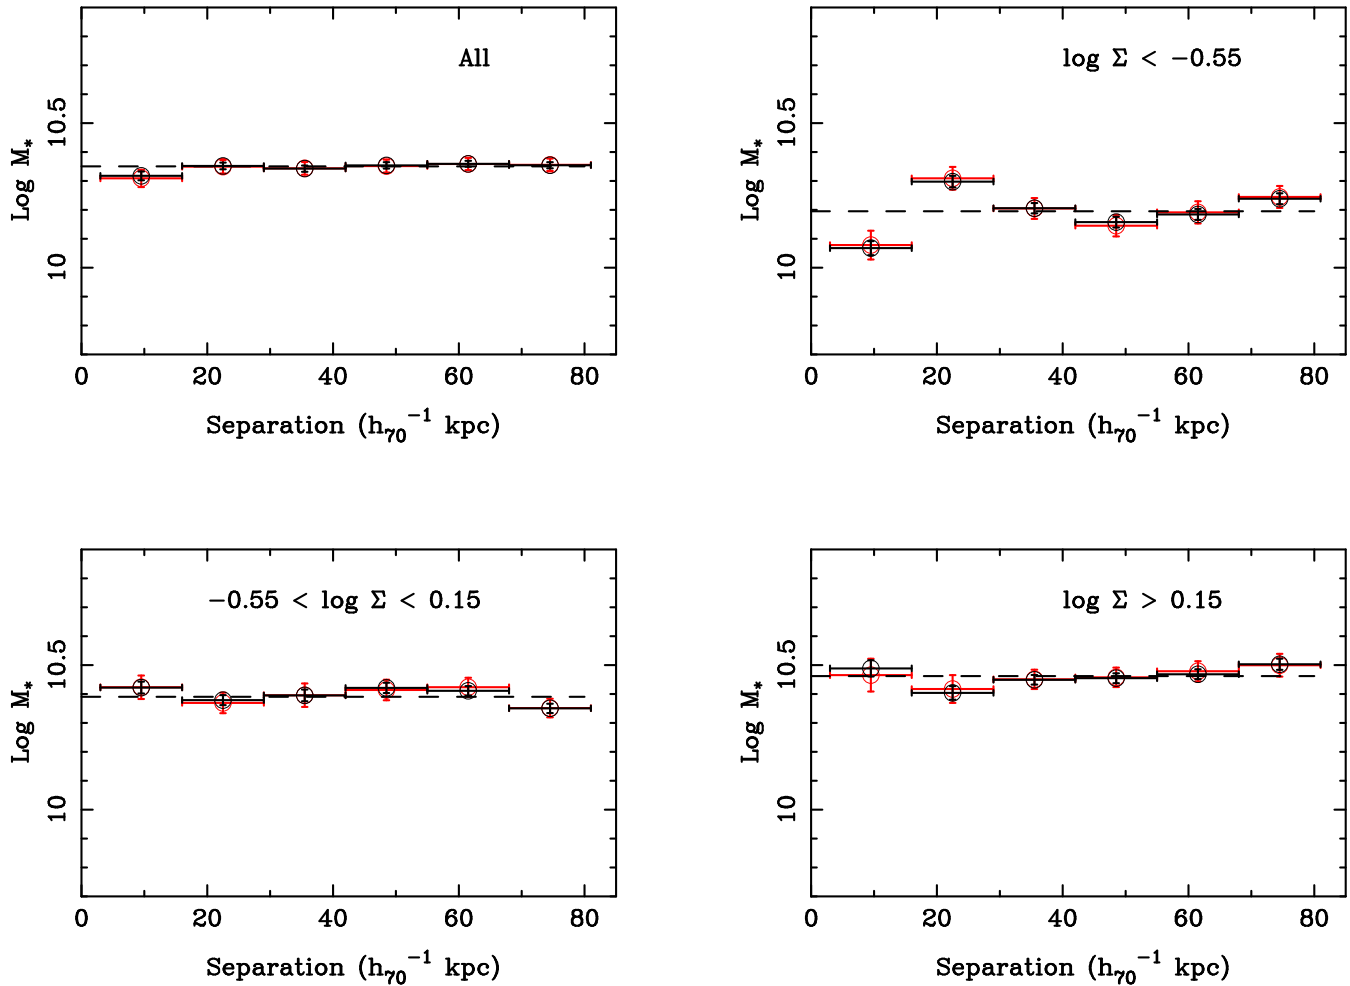 All
Log M*
10.5
10
0 20 40 60 80
Separation (h70^-1 kpc)
log Σ < −0.55
Log M*
10.5
10
0 20 40 60 80
Separation (h70^-1 kpc)
−0.55 < log Σ < 0.15
Log M*
10.5
10
0 20 40 60 80
Separation (h70^-1 kpc)
log Σ > 0.15
Log M*
10.5
10
0 20 40 60 80
Separation (h70^-1 kpc)